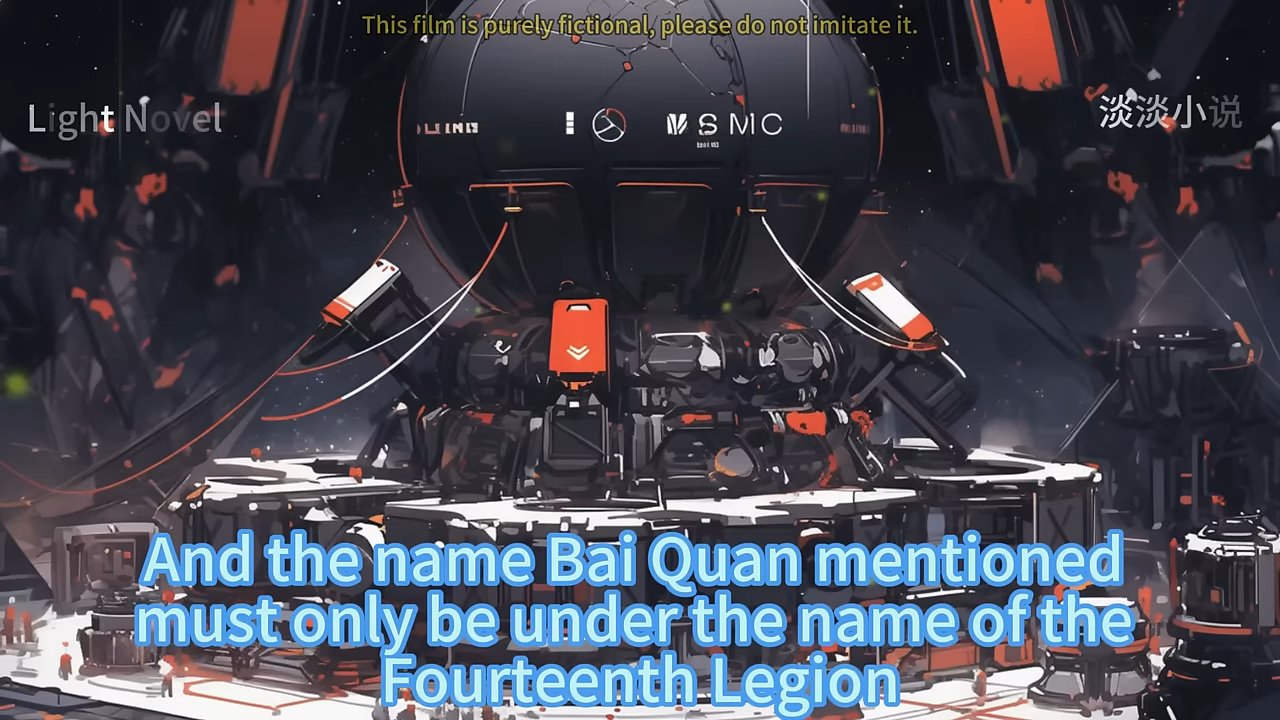 This film is purely fictional, please do not imitate it.
Light Novel
淡淡小说
SMC
And the name Bai Quan mentioned
must only be under the name of the
Fourteenth Legion